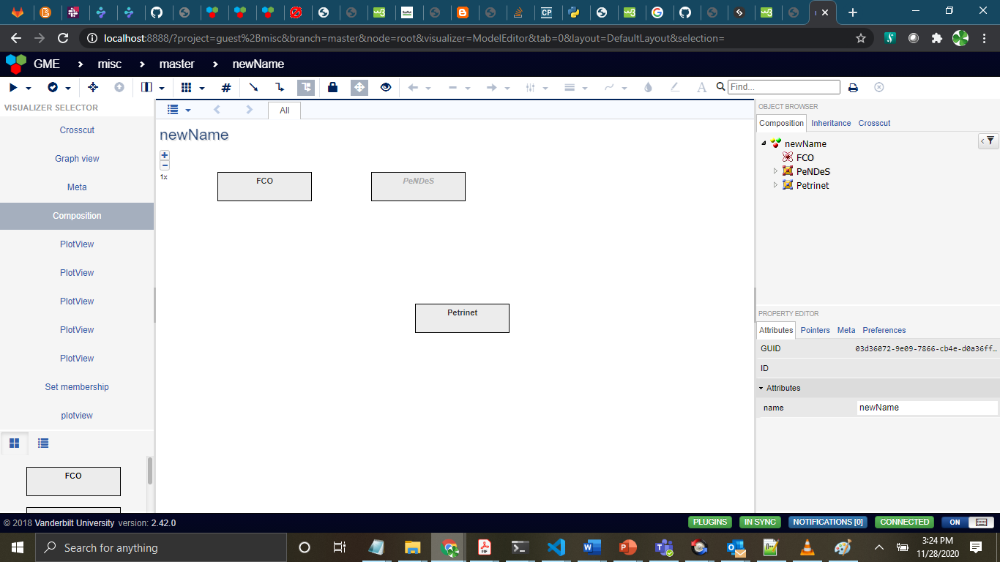 CP
localhost:8888/?project=guest%2Bmisc&branch=master&node=root&visualizer=ModelEditor&tab=0&layout=DefaultLayout&selection=
GME misc master newName
Find...
VISUALIZER SELECTOR
Crosscut
Graph view
Meta
Composition
PlotView
PlotView
PlotView
PlotView
PlotView
Set membership
plotview
FCO
All
newName
1x
FCO
PeNDeS
Petrinet
OBJECT BROWSER
Composition Inheritance Crosscut
newName
FCO
PeNDeS
Petrinet
PROPERTY EDITOR
Attributes Pointers Meta Preferences
GUID 03d36072-9e09-7866-cb4e-d0a36ff...
ID
Attributes
name newName
© 2018 Vanderbilt University version: 2.42.0
PLUGINS IN SYNC NOTIFICATIONS [0] CONNECTED ON
Search for anything
3:24 PM
11/28/2020